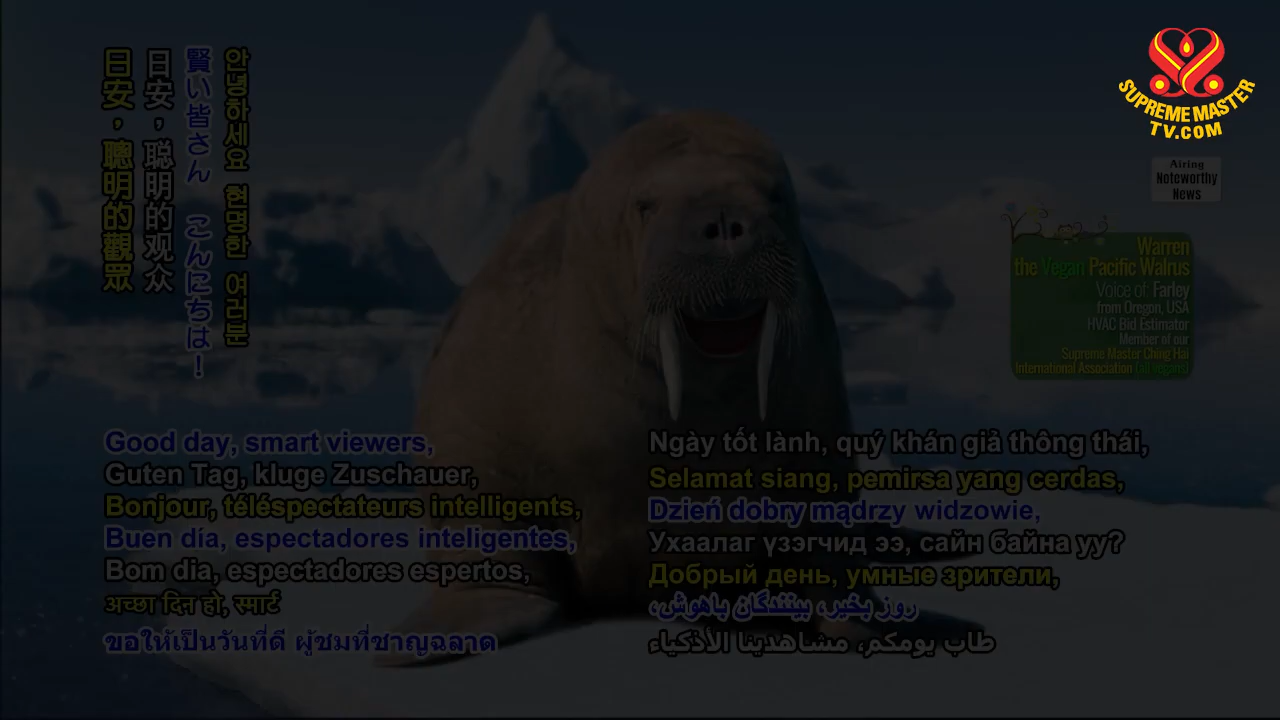 日安，聰明的觀眾
日安，聪明的观众
賢い皆さん こんにちは！
안녕하세요 현명한 여러분
SUPREME MASTER
TV.COM
Airing
Noteworthy
News
Warren
the Vegan Pacific Walrus
Voice of: Farley
from Oregon, USA
HVAC Bid Estimator
Member of our
Supreme Master Ching Hai
International Association (all vegans)
Good day, smart viewers,
Guten Tag, kluge Zuschauer,
Bonjour, téléspectateurs intelligents,
Buen día, espectadores inteligentes,
Bom dia, espectadores espertos,
अच्छा दिन हो, स्मार्ट
ขอให้เป็นวันที่ดี ผู้ชมที่ชาญฉลาด
Ngày tốt lành, quý khán giả thông thái,
Selamat siang, pemirsa yang cerdas,
Dzień dobry mądrzy widzowie,
Ухаалаг үзэгчид ээ, сайн байна уу?
Добрый день, умные зрители,
روز بخیر، بینندگان باهوش،
طاب يومكم، مشاهدينا الأذكياء